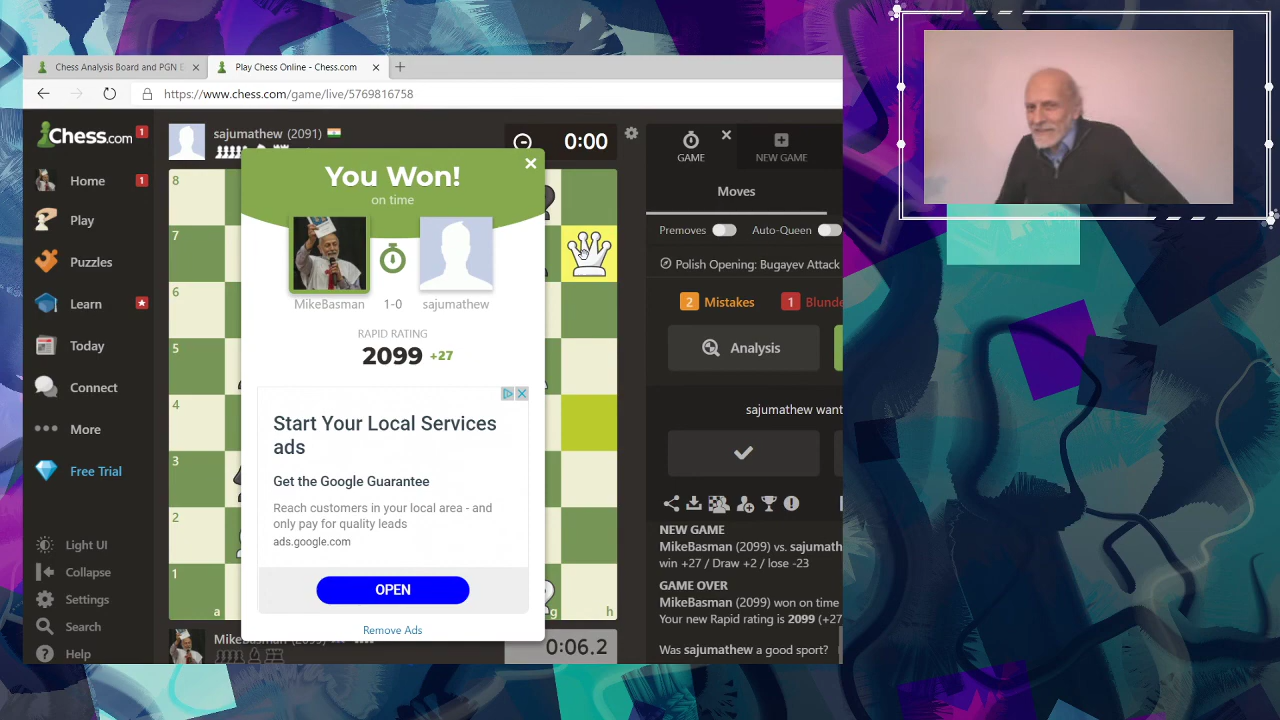 Chess Analysis Board and PGN E
Play Chess Online - Chess.com
https://www.chess.com/game/live/5769816758
Chess.com
1
sajumathew (2091)
0:00
GAME
NEW GAME
Home
1
Play
Puzzles
Learn
Today
Connect
More
Free Trial
Light UI
Collapse
Settings
Search
Help
8
7
6
5
4
3
2
1
a
g
h
You Won!
on time
MikeBasman
1-0
sajumathew
RAPID RATING
2099 +27
Start Your Local Services
ads
Get the Google Guarantee
Reach customers in your local area - and
only pay for quality leads
ads.google.com
OPEN
Remove Ads
MikeBasman (2099)
0:06.2
Moves
Premoves
Auto-Queen
Polish Opening: Bugayev Attack
2 Mistakes
1 Blunde
Analysis
sajumathew want
NEW GAME
MikeBasman (2099) vs. sajumath
win +27 / Draw +2 / lose -23
GAME OVER
MikeBasman (2099) won on time
Your new Rapid rating is 2099 (+27
Was sajumathew a good sport?